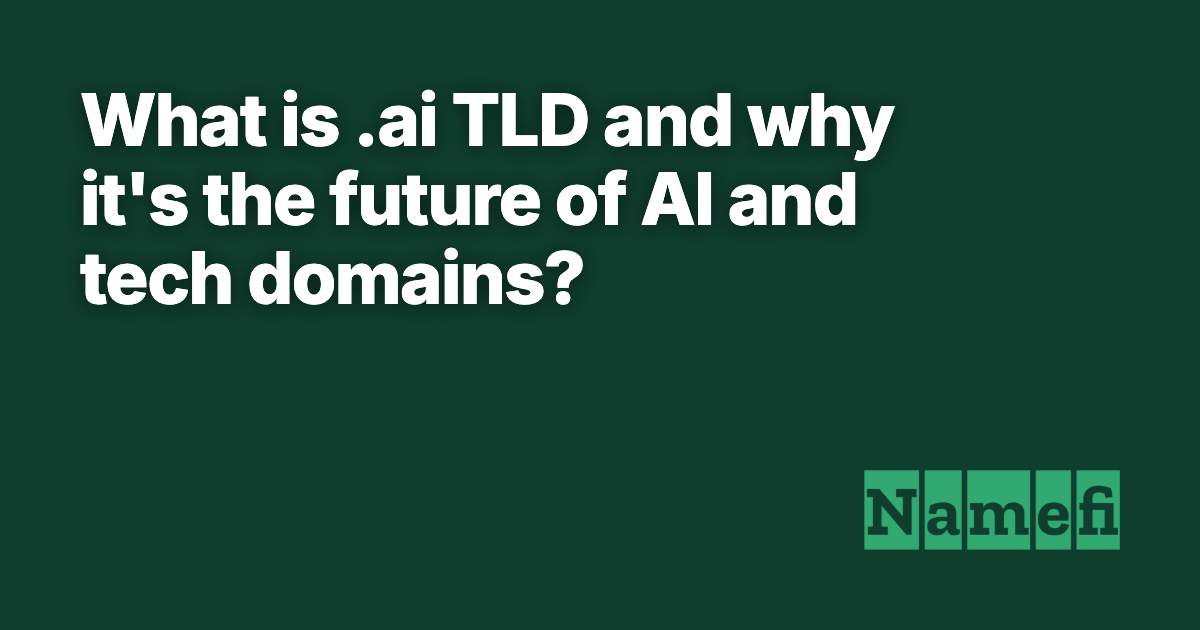 What is .ai TLD and why
it's the future of AI and
tech domains?
Namefi